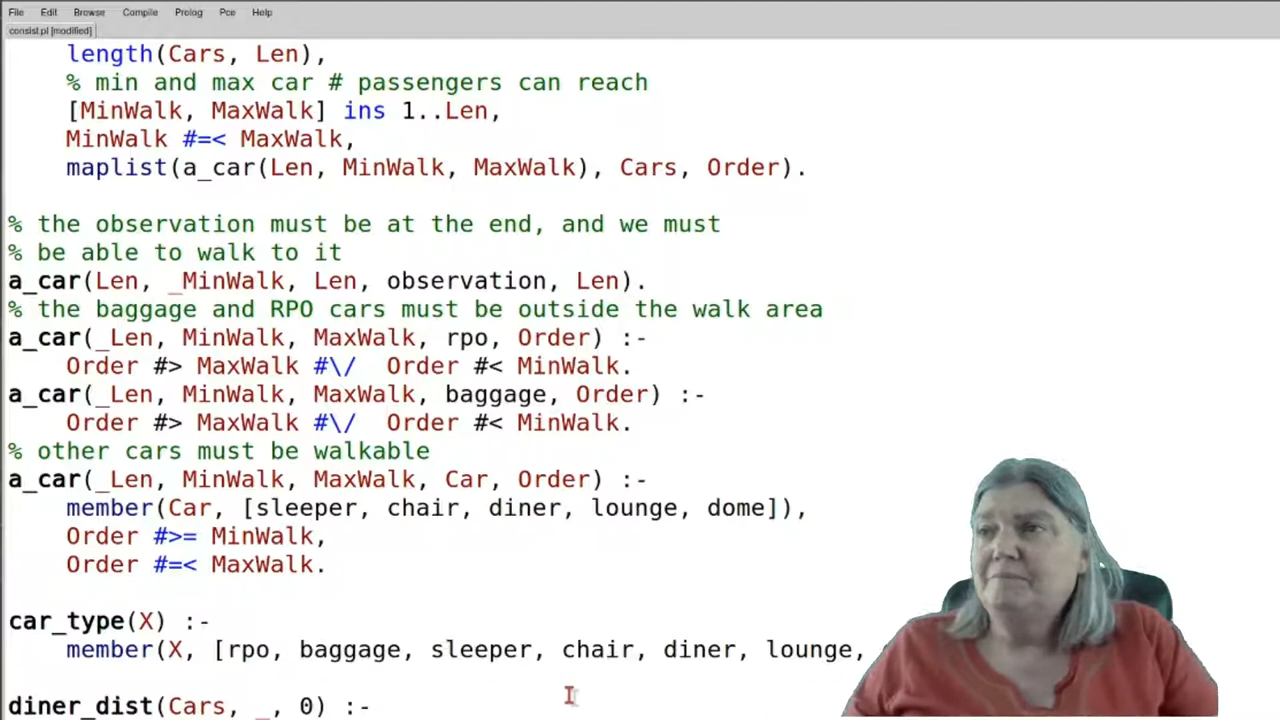 File Edit Browse Compile Prolog Pce Help
consist.pl [modified]
length(Cars, Len),
% min and max car # passengers can reach
[MinWalk, MaxWalk] ins 1..Len,
MinWalk #=< MaxWalk,
maplist(a_car(Len, MinWalk, MaxWalk), Cars, Order).
% the observation must be at the end, and we must
% be able to walk to it
a_car(Len, _MinWalk, Len, observation, Len).
% the baggage and RPO cars must be outside the walk area
a_car(_Len, MinWalk, MaxWalk, rpo, Order) :-
Order #> MaxWalk #\/  Order #< MinWalk.
a_car(_Len, MinWalk, MaxWalk, baggage, Order) :-
Order #> MaxWalk #\/  Order #< MinWalk.
% other cars must be walkable
a_car(_Len, MinWalk, MaxWalk, Car, Order) :-
member(Car, [sleeper, chair, diner, lounge, dome]),
Order #>= MinWalk,
Order #=< MaxWalk.
car_type(X) :-
member(X, [rpo, baggage, sleeper, chair, diner, lounge,
diner_dist(Cars, _, 0) :-